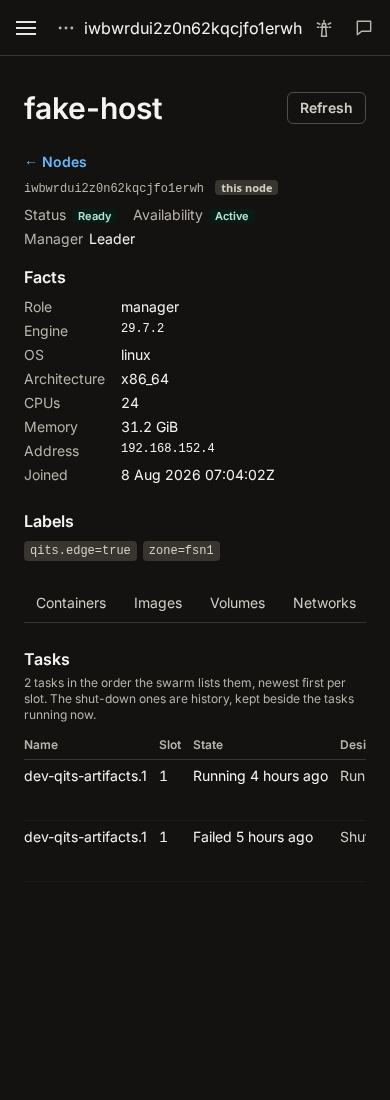 ... iwbwrdui2z0n62kqcjfo1erwh
fake-host
Refresh
← Nodes
iwbwrdui2z0n62kqcjfo1erwh this node
Status Ready Availability Active
Manager Leader
Facts
Role manager
Engine 29.7.2
OS linux
Architecture x86_64
CPUs 24
Memory 31.2 GiB
Address 192.168.152.4
Joined 8 Aug 2026 07:04:02Z
Labels
qits.edge=true zone=fsn1
Containers Images Volumes Networks
Tasks
2 tasks in the order the swarm lists them, newest first per
slot. The shut-down ones are history, kept beside the tasks
running now.
Name Slot State Desi
dev-qits-artifacts.1 1 Running 4 hours ago Run
dev-qits-artifacts.1 1 Failed 5 hours ago Shu